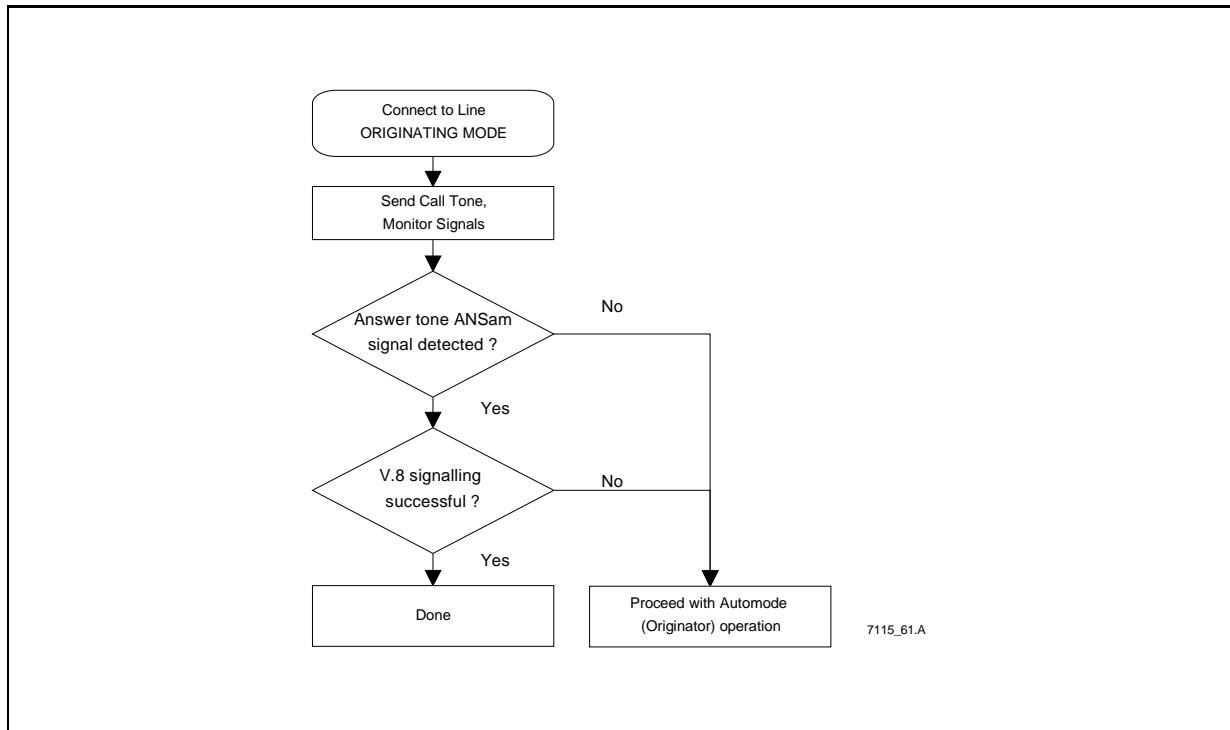 Connect to Line
ORIGINATING MODE
Send Call Tone,
Monitor Signals
Answer tone ANSam
signal detected ?
No
Yes
V.8 signalling
successful ?
No
Yes
Done
Proceed with Automode
(Originator) operation
7115_61.A